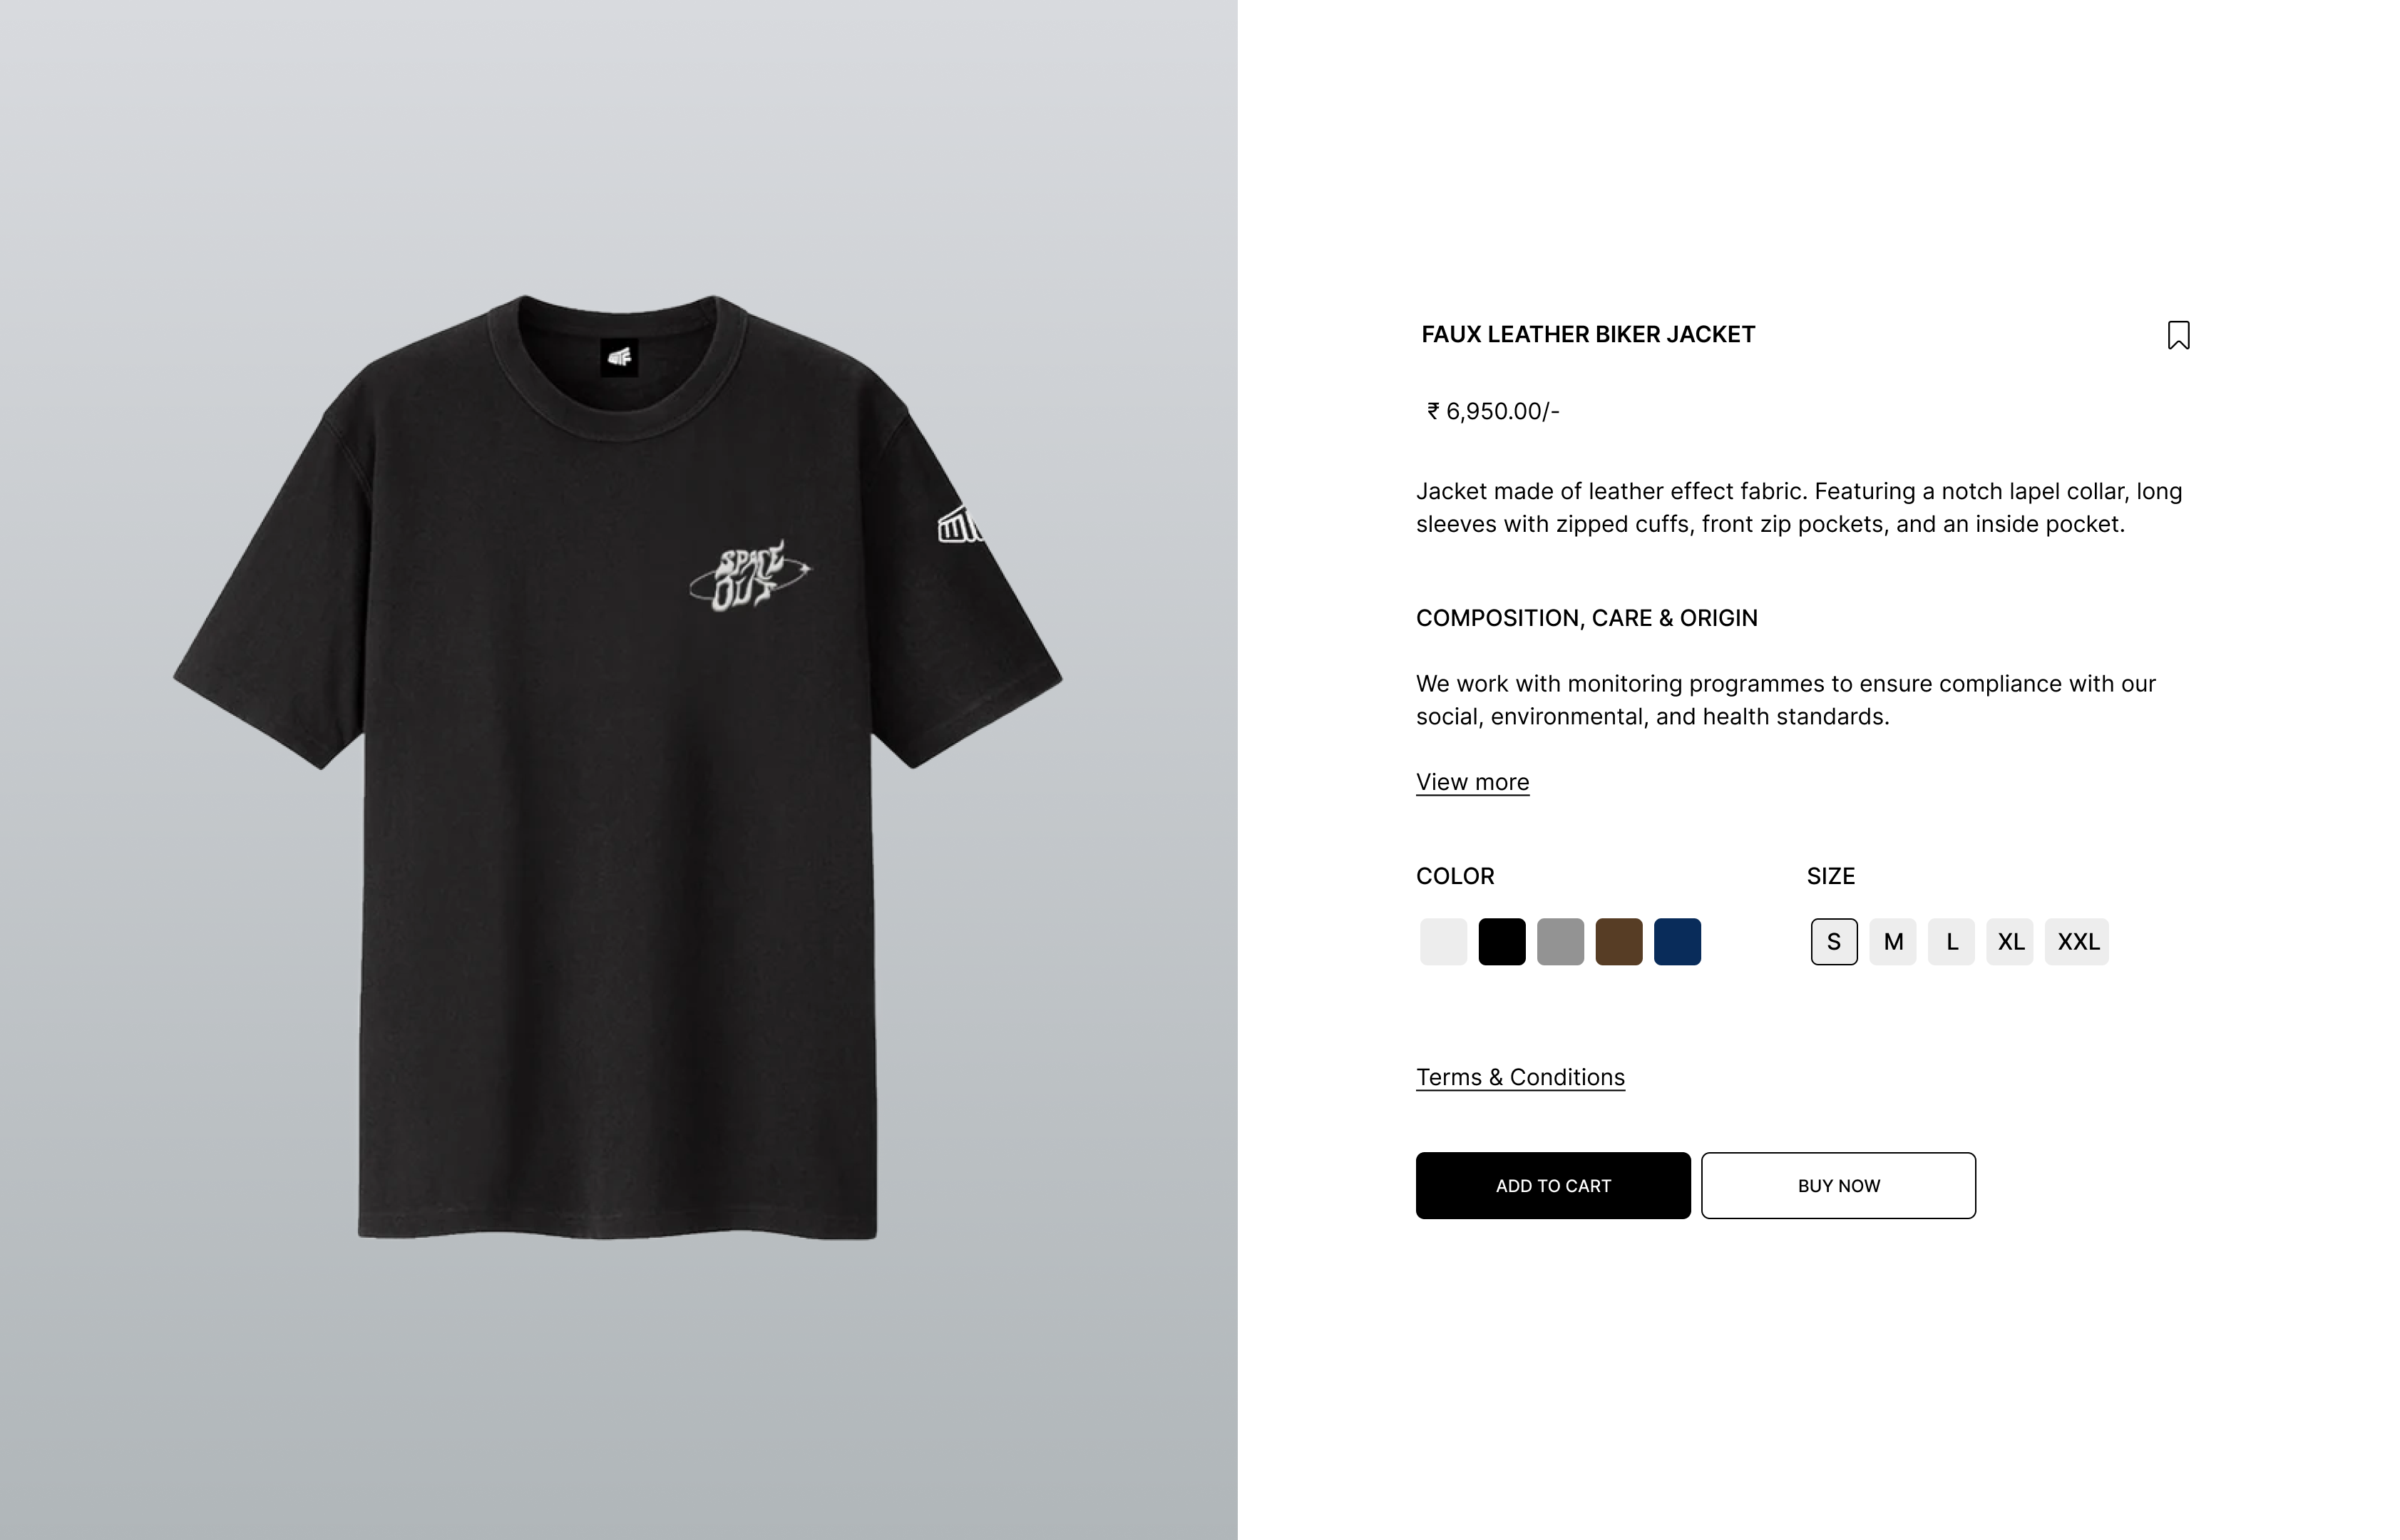 SPACE
OUT
FAUX LEATHER BIKER JACKET
₹ 6,950.00/-
Jacket made of leather effect fabric. Featuring a notch lapel collar, long
sleeves with zipped cuffs, front zip pockets, and an inside pocket.
COMPOSITION, CARE & ORIGIN
We work with monitoring programmes to ensure compliance with our
social, environmental, and health standards.
View more
COLOR
SIZE
S M L XL XXL
Terms & Conditions
ADD TO CART BUY NOW